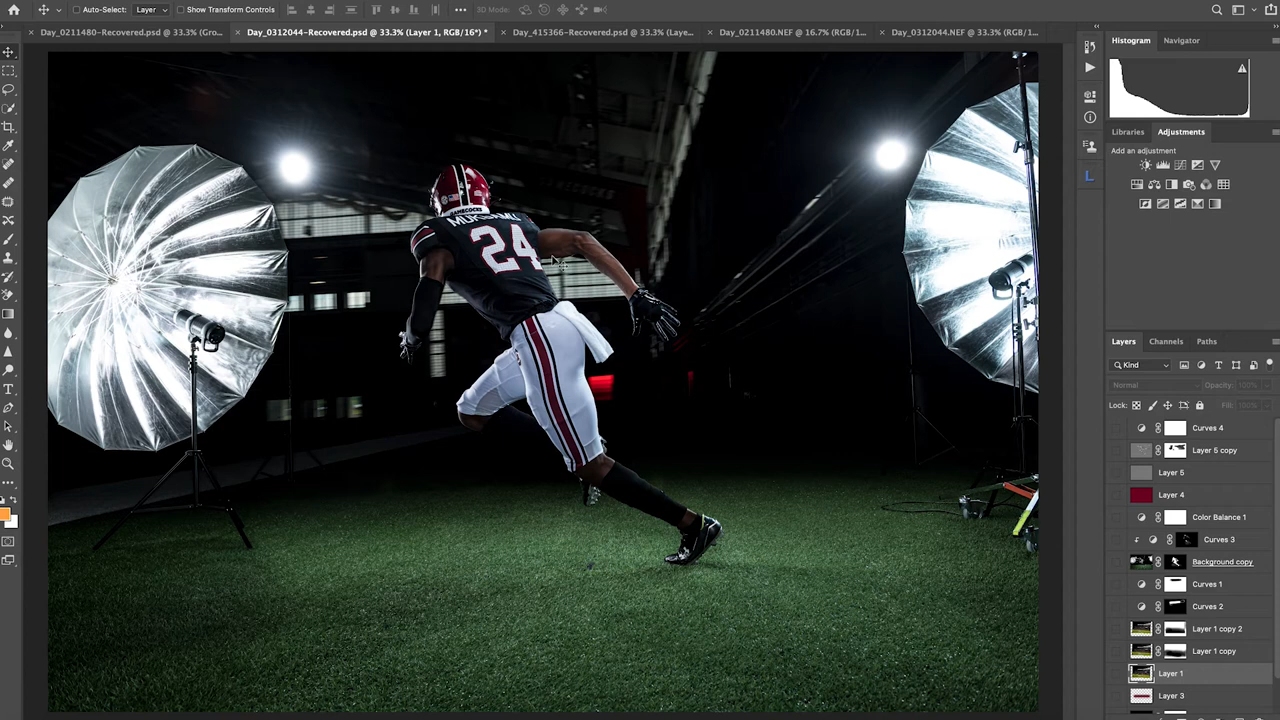 Auto-Select: Layer Show Transform Controls 3D Mode:
Day_0211480-Recovered.psd @ 33.3% (Gro... Day_0312044-Recovered.psd @ 33.3% (Layer 1, RGB/16*) * Day_415366-Recovered.psd @ 33.3% (Laye... Day_0211480.NEF @ 16.7% (RGB/1... Day_0312044.NEF @ 33.3% (RGB/1...
Histogram Navigator
Libraries Adjustments
Add an adjustment
L
GAMECOCKS
24
Layers Channels Paths
Kind
Normal Opacity: 100%
Lock: Fill: 100%
Curves 4
Layer 5 copy
Layer 5
Layer 4
Color Balance 1
Curves 3
Background copy
Curves 1
Curves 2
Layer 1 copy 2
Layer 1 copy
Layer 1
Layer 3